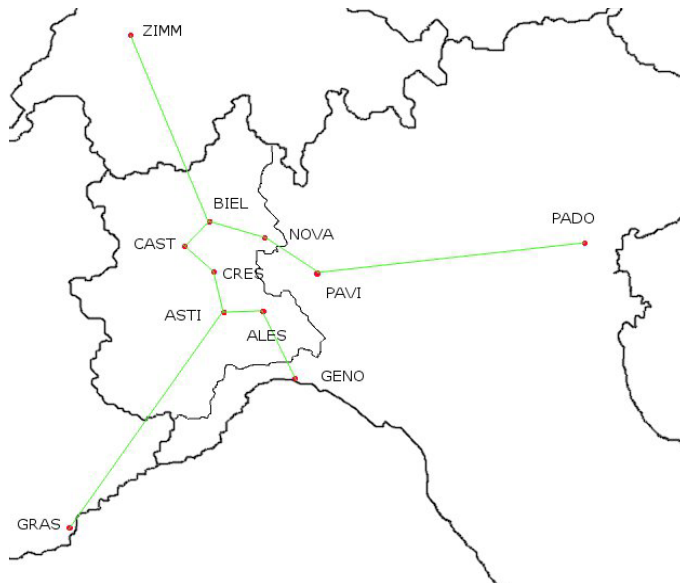 ZIMM
BIEL
PADO
NOVA
CAST
CRES
PAVI
ASTI
ALES
GENO
GRAS